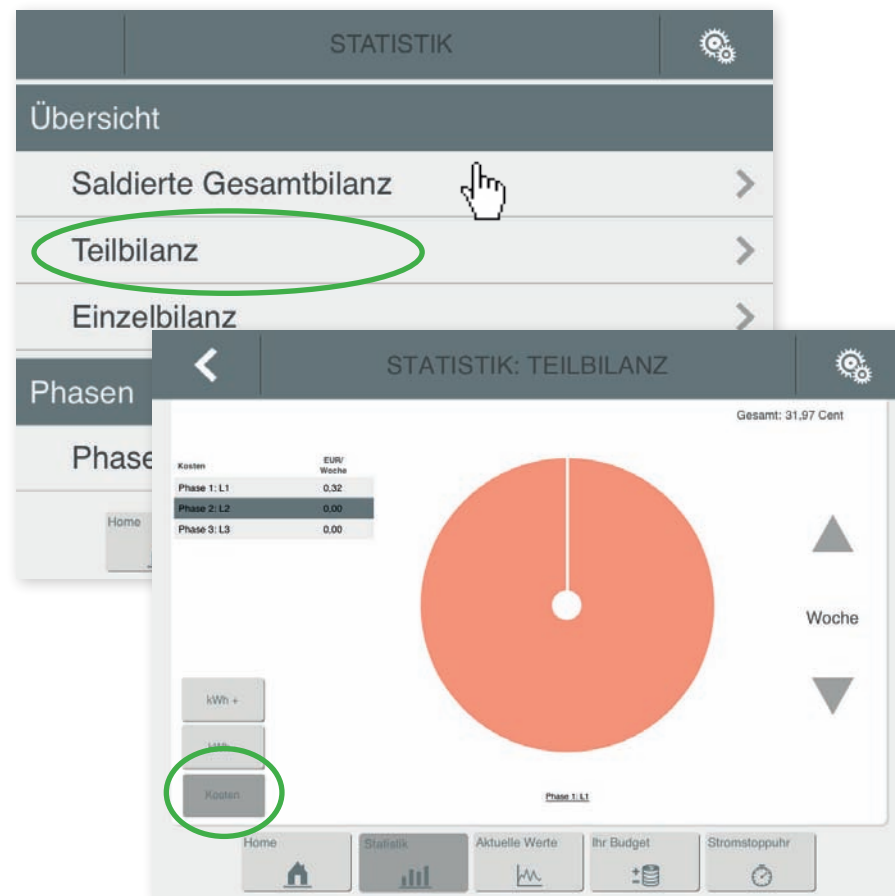 STATISTIK
Übersicht
Saldierte Gesamtbilanz
Teilbilanz
Einzelbilanz
Phasen
Phase
Home
STATISTIK: TEILBILANZ
Gesamt: 31,97 Cent
Kosten EUR/
Woche
Phase 1: L1 0,32
Phase 2: L2 0,00
Phase 3: L3 0,00
Woche
kWh +
Kosten
Phase 1: L1
Home Statistik Aktuelle Werte Ihr Budget Stromstoppuhr